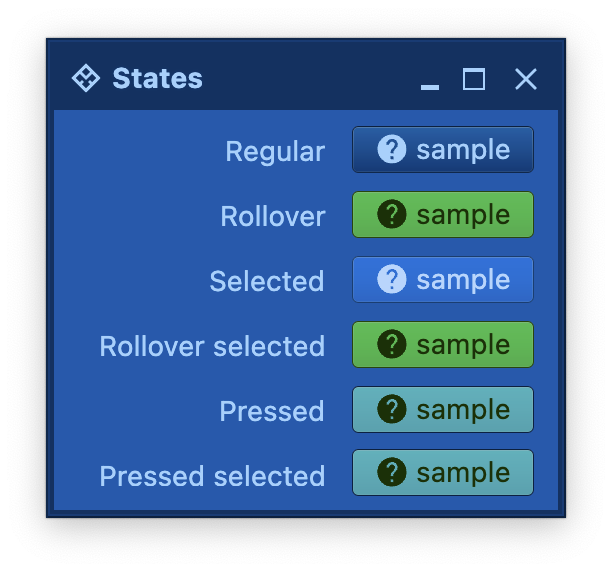 States
Regular sample
Rollover sample
Selected sample
Rollover selected sample
Pressed sample
Pressed selected sample